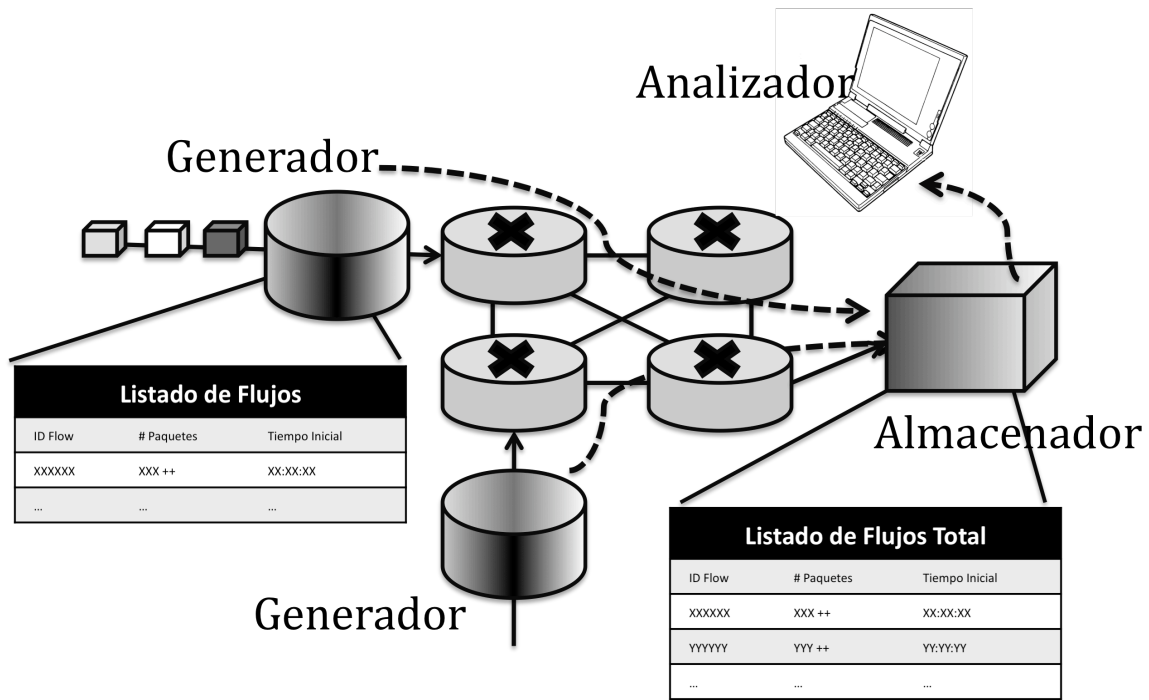 Analizador
Generador
Listado de Flujos
ID Flow # Paquetes Tiempo Inicial
XXXXXX XXX ++ XX:XX:XX
... ... ...
Almacenador
Generador
Listado de Flujos Total
ID Flow # Paquetes Tiempo Inicial
XXXXXX XXX ++ XX:XX:XX
YYYYYY YYY ++ YY:YY:YY
... ... ...